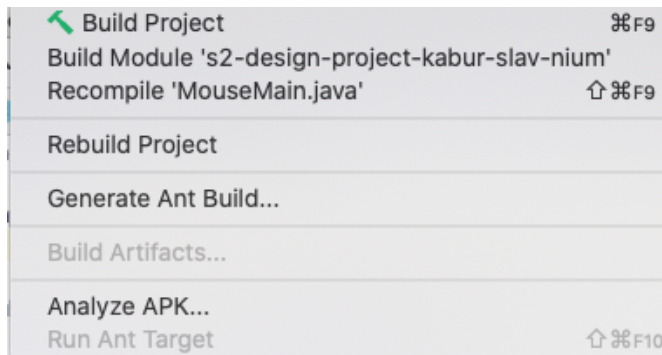 Build Project ⌘F9
Build Module 's2-design-project-kabur-slav-nium'
Recompile 'MouseMain.java' ⇧⌘F9
Rebuild Project
Generate Ant Build...
Build Artifacts...
Analyze APK...
Run Ant Target ⇧⌘F10